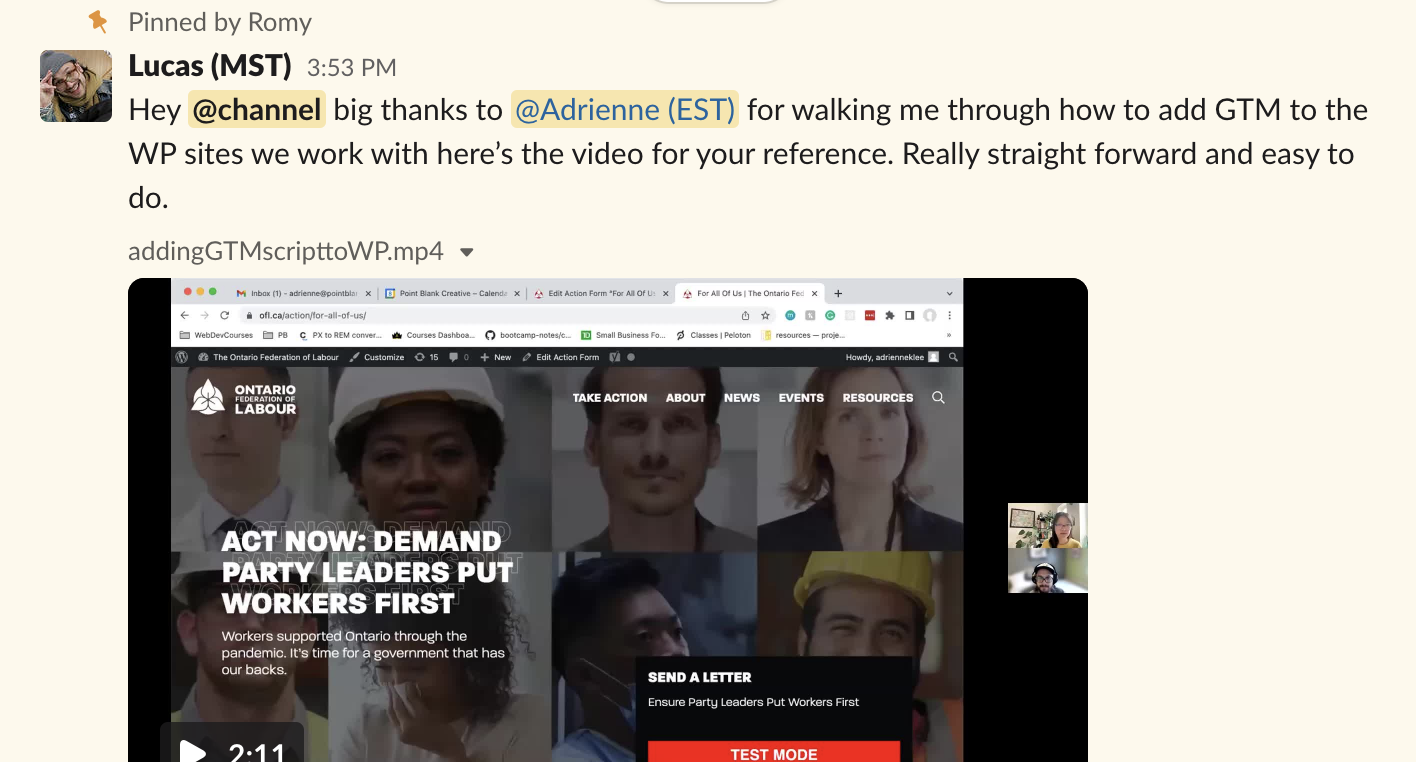 Pinned by Romy
Lucas (MST) 3:53 PM
Hey @channel big thanks to @Adrienne (EST) for walking me through how to add GTM to the
WP sites we work with here’s the video for your reference. Really straight forward and easy to
do.
addingGTMscripttoWP.mp4
Inbox (1) - adrienne@pointblan Point Blank Creative – Calenda Edit Action Form "For All Of Us For All Of Us | The Ontario Fed
ofl.ca/action/for-all-of-us/
WebDevCourses PB PX to REM conver... Courses Dashboa... bootcamp-notes/c... Small Business Fo... Classes | Peloton resources — proje...
The Ontario Federation of Labour Customize 15 0 New Edit Action Form Howdy, adrienneklee
ONTARIO
FEDERATION OF
LABOUR
TAKE ACTION ABOUT NEWS EVENTS RESOURCES
ACT NOW: DEMAND
PARTY LEADERS PUT
WORKERS FIRST
Workers supported Ontario through the
pandemic. It's time for a government that has
our backs.
SEND A LETTER
Ensure Party Leaders Put Workers First
TEST MODE
2:11